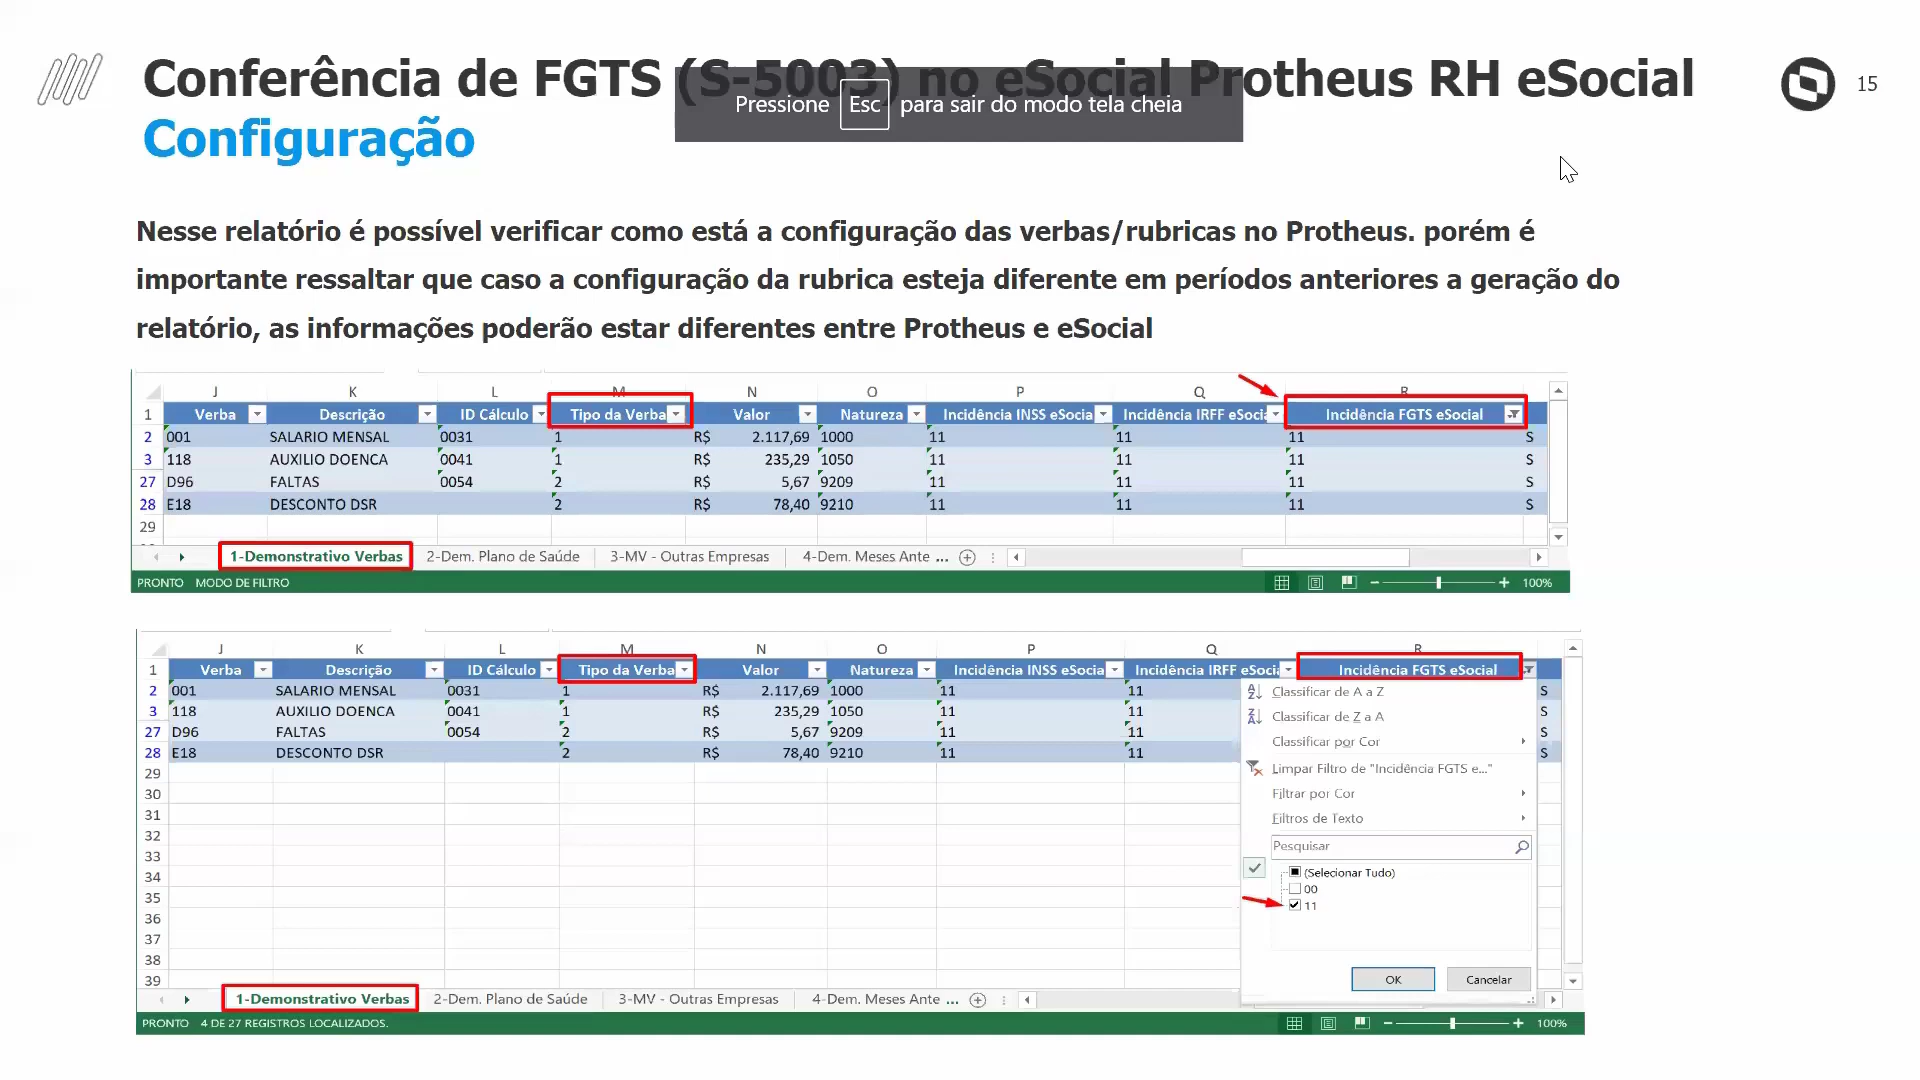 Conferência de FGTS (S-5003) no eSocial Protheus RH eSocial
15
Pressione Esc para sair do modo tela cheia
Configuração
Nesse relatório é possível verificar como está a configuração das verbas/rubricas no Protheus. porém é
importante ressaltar que caso a configuração da rubrica esteja diferente em períodos anteriores a geração do
relatório, as informações poderão estar diferentes entre Protheus e eSocial
J K L M N O P Q R
1 Verba Descrição ID Cálculo Tipo da Verba Valor Natureza Incidência INSS eSocia Incidência IRFF eSocia Incidência FGTS eSocial
2 001 SALARIO MENSAL 0031 1 R$ 2.117,69 1000 11 11 11 S
3 118 AUXILIO DOENCA 0041 1 R$ 235,29 1050 11 11 11 S
27 D96 FALTAS 0054 2 R$ 5,67 9209 11 11 11 S
28 E18 DESCONTO DSR 2 R$ 78,40 9210 11 11 11 S
29
1-Demonstrativo Verbas 2-Dem. Plano de Saúde 3-MV - Outras Empresas 4-Dem. Meses Ante ...
PRONTO MODO DE FILTRO 100%
J K L M N O P Q R
1 Verba Descrição ID Cálculo Tipo da Verba Valor Natureza Incidência INSS eSocia Incidência IRFF eSocia Incidência FGTS eSocial
2 001 SALARIO MENSAL 0031 1 R$ 2.117,69 1000 11 11 S
3 118 AUXILIO DOENCA 0041 1 R$ 235,29 1050 11 11 S
27 D96 FALTAS 0054 2 R$ 5,67 9209 11 11 S
28 E18 DESCONTO DSR 2 R$ 78,40 9210 11 11 S
29
30
31
32
33
34
35
36
37
38
39
Classificar de A a Z
Classificar de Z a A
Classificar por Cor
Limpar Filtro de "Incidência FGTS e..."
Filtrar por Cor
Filtros de Texto
Pesquisar
(Selecionar Tudo)
00
11
OK Cancelar
1-Demonstrativo Verbas 2-Dem. Plano de Saúde 3-MV - Outras Empresas 4-Dem. Meses Ante ...
PRONTO 4 DE 27 REGISTROS LOCALIZADOS. 100%